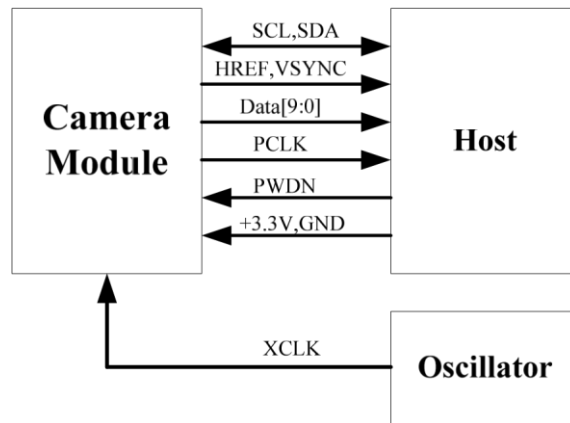 SCL,SDA
HREF,VSYNC
Data[9:0]
PCLK
PWDN
+3.3V,GND
Camera
Module
Host
XCLK
Oscillator